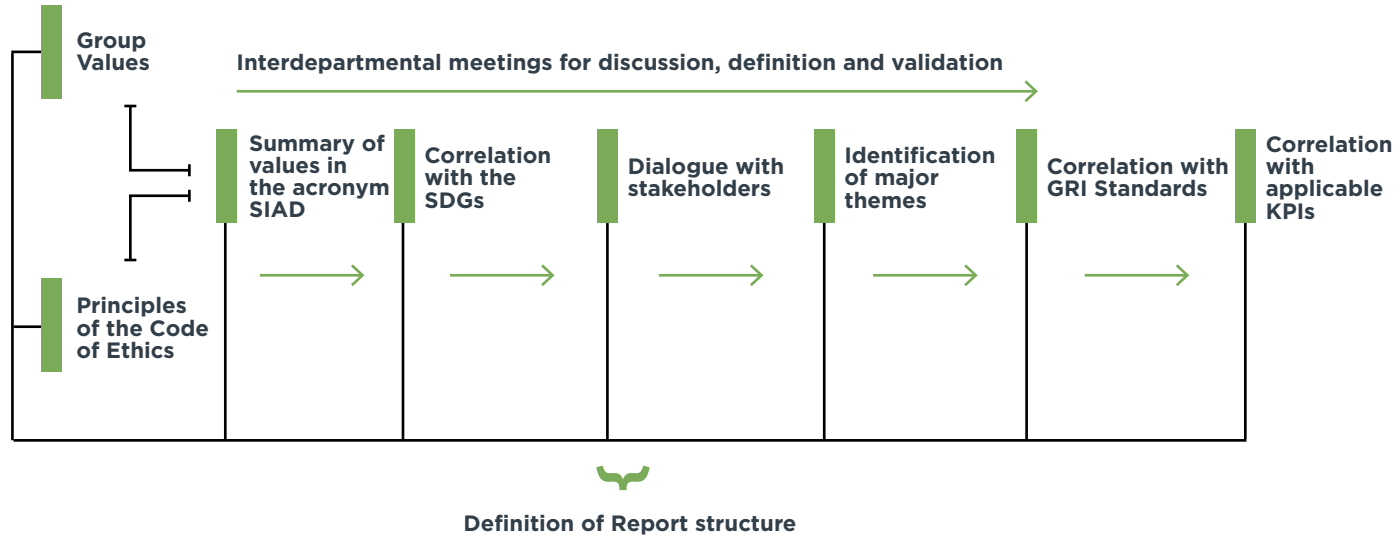 Group
Values
Interdepartmental meetings for discussion, definition and validation
Summary of
values in
the acronym
SIAD
Correlation
with the
SDGs
Dialogue with
stakeholders
Identification
of major
themes
Correlation with
GRI Standards
Correlation
with
applicable
KPIs
Principles
of the Code
of Ethics
Definition of Report structure